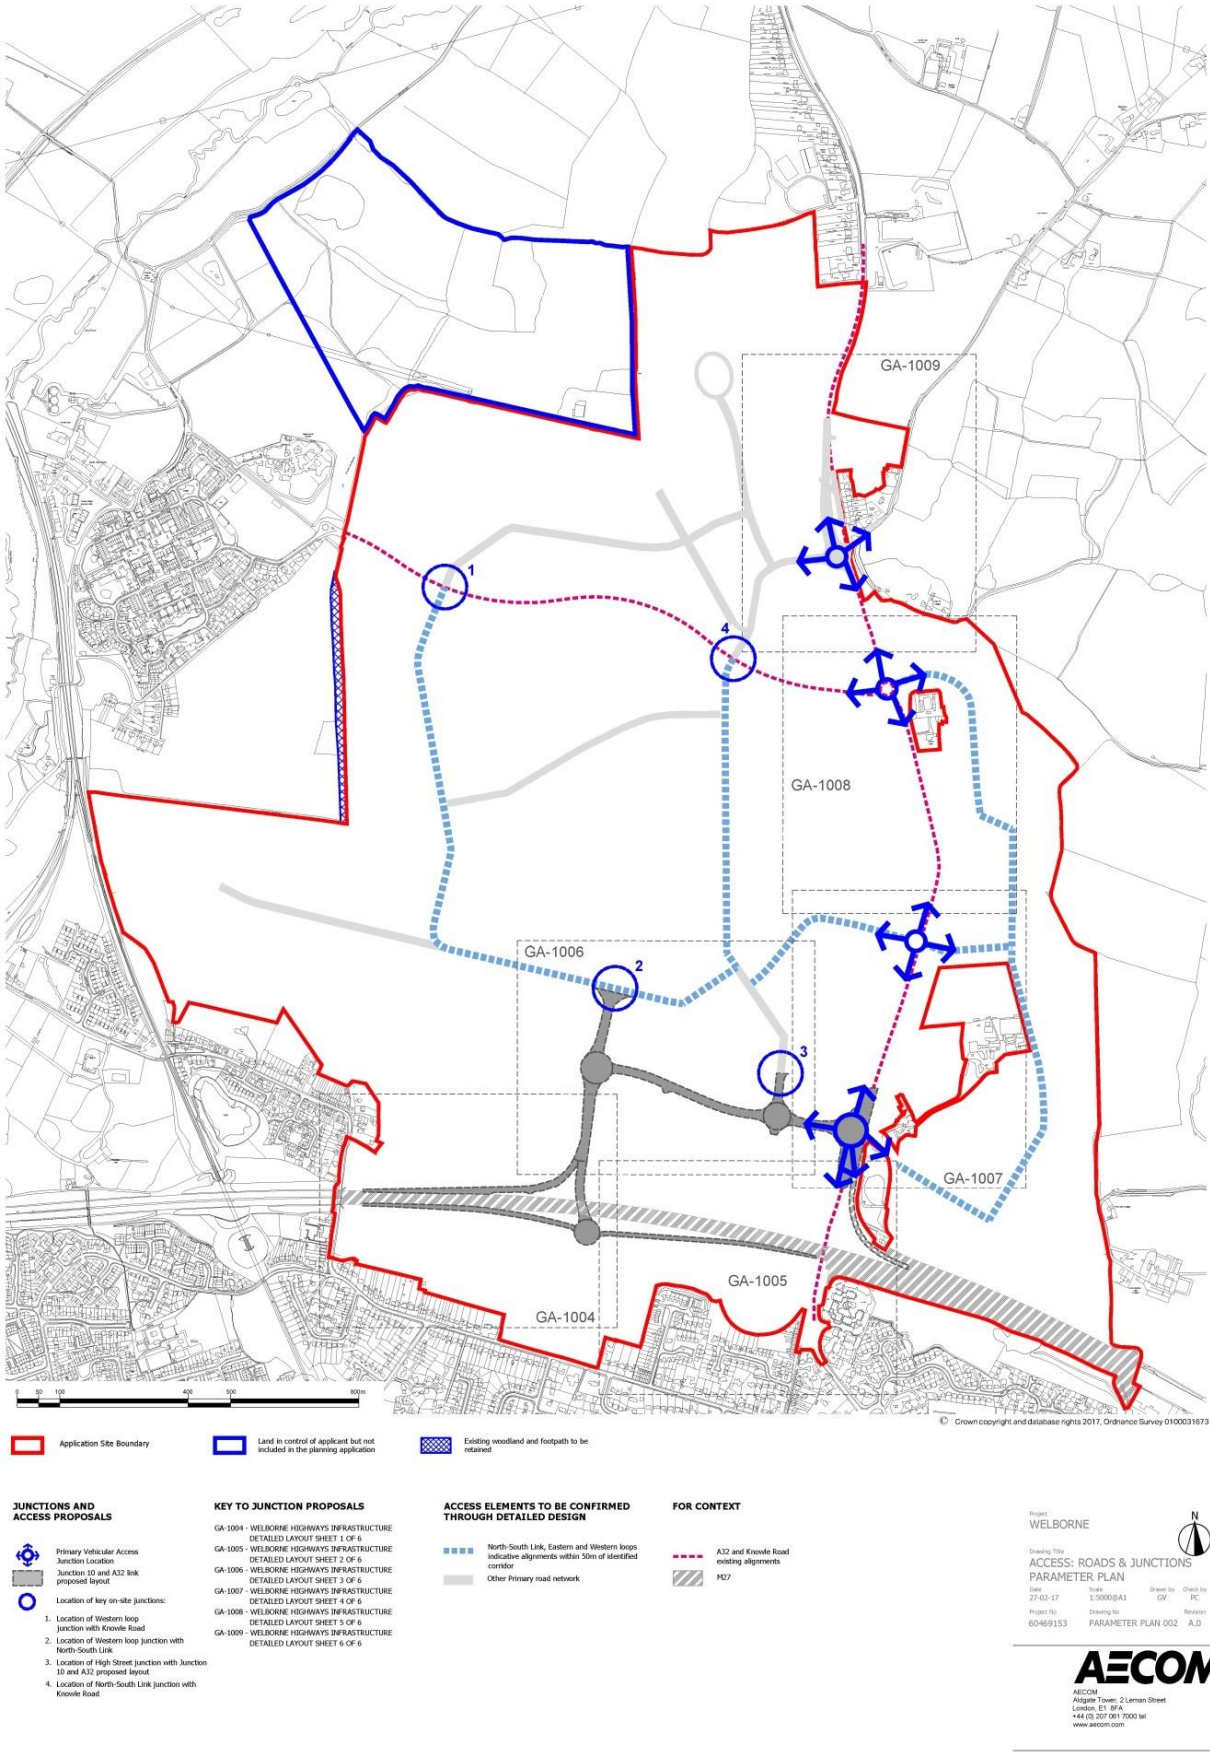 GA-1009
1
4
GA-1008
GA-1006
2
3
GA-1007
GA-1005
GA-1004
0 50 100 400 500 800m
© Crown copyright and database rights 2017, Ordnance Survey 0100031673
Application Site Boundary
Land in control of applicant but not
included in the planning application
Existing woodland and footpath to be
retained
JUNCTIONS AND
ACCESS PROPOSALS
Primary Vehicular Access
Junction Location
Junction 10 and A32 link
proposed layout
Location of key on-site junctions:
1. Location of Western loop
junction with Knowle Road
2. Location of Western loop junction with
North-South Link
3. Location of High Street junction with Junction
10 and A32 proposed layout
4. Location of North-South Link junction with
Knowle Road
KEY TO JUNCTION PROPOSALS
GA-1004 - WELBORNE HIGHWAYS INFRASTRUCTURE
DETAILED LAYOUT SHEET 1 OF 6
GA-1005 - WELBORNE HIGHWAYS INFRASTRUCTURE
DETAILED LAYOUT SHEET 2 OF 6
GA-1006 - WELBORNE HIGHWAYS INFRASTRUCTURE
DETAILED LAYOUT SHEET 3 OF 6
GA-1007 - WELBORNE HIGHWAYS INFRASTRUCTURE
DETAILED LAYOUT SHEET 4 OF 6
GA-1008 - WELBORNE HIGHWAYS INFRASTRUCTURE
DETAILED LAYOUT SHEET 5 OF 6
GA-1009 - WELBORNE HIGHWAYS INFRASTRUCTURE
DETAILED LAYOUT SHEET 6 OF 6
ACCESS ELEMENTS TO BE CONFIRMED
THROUGH DETAILED DESIGN
North-South Link, Eastern and Western loops
indicative alignments within 50m of identified
corridor
Other Primary road network
FOR CONTEXT
A32 and Knowle Road
existing alignments
M27
Project
WELBORNE
N
Drawing Title
ACCESS: ROADS & JUNCTIONS
PARAMETER PLAN
Date Scale Drawn by Check by
27-02-17 1:5000@A1 GV PC
Project No Drawing No Revision
60469153 PARAMETER PLAN 002 A.0
AECOM
AECOM
Aldgate Tower, 2 Leman Street
London, E1 8FA
+44 (0) 207 061 7000 tel
www.aecom.com